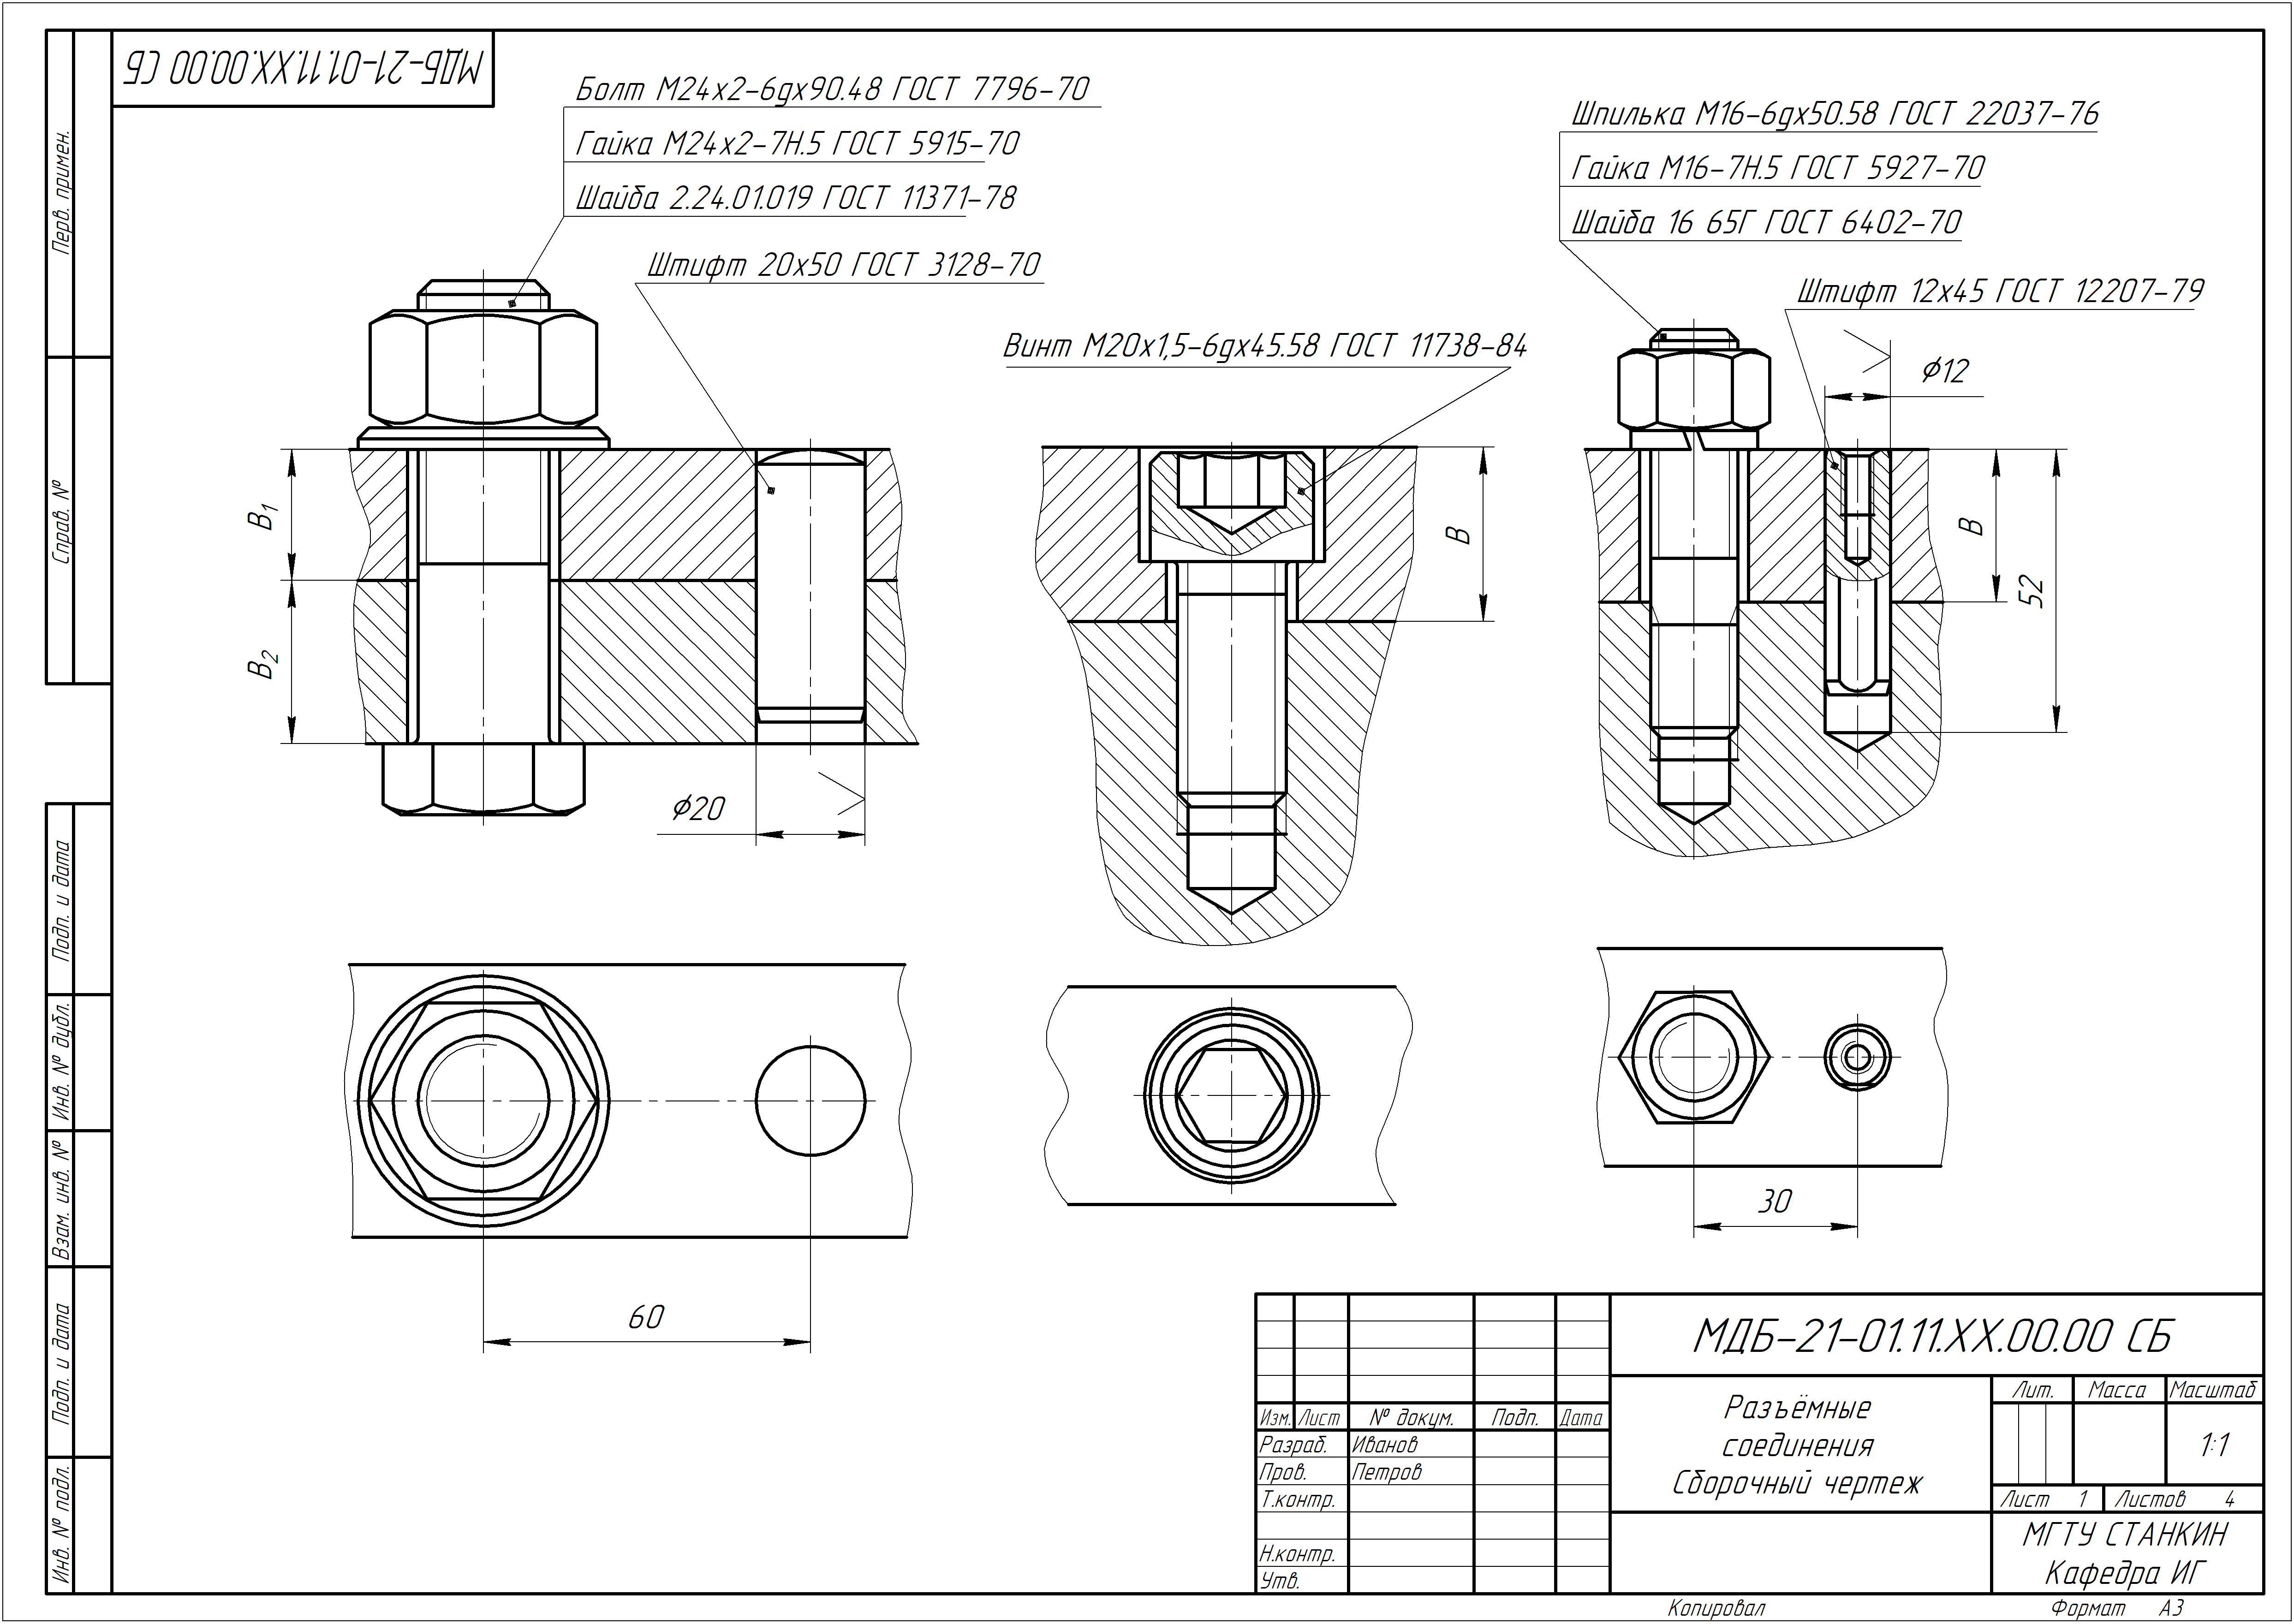 МДБ-21-01.11.XX.00.00 СБ
Болт М24х2-6gх90.48 ГОСТ 7796-70
Гайка М24х2-7Н.5 ГОСТ 5915-70
Шайба 2.24.01.019 ГОСТ 11371-78
Штифт 20х50 ГОСТ 3128-70
Винт М20х1,5-6gх45.58 ГОСТ 11738-84
Шпилька М16-6gх50.58 ГОСТ 22037-76
Гайка М16-7Н.5 ГОСТ 5927-70
Шайба 16 65Г ГОСТ 6402-70
Штифт 12х45 ГОСТ 12207-79
ϕ12
B1
B2
B
B
52
ϕ20
60
30
Перв. примен.
Справ. №
Подп. и дата
Инв. № дубл.
Взам. инв. №
Подп. и дата
Инв. № подл.
МДБ-21-01.11.XX.00.00 СБ
Разъёмные
соединения
Сборочный чертеж
Лит. Масса Масштаб
1:1
Лист 1 Листов 4
МГТУ СТАНКИН
Кафедра ИГ
Изм. Лист № докум. Подп. Дата
Разраб. Иванов
Пров. Петров
Т.контр.
Н.контр.
Утв.
Копировал Формат А3